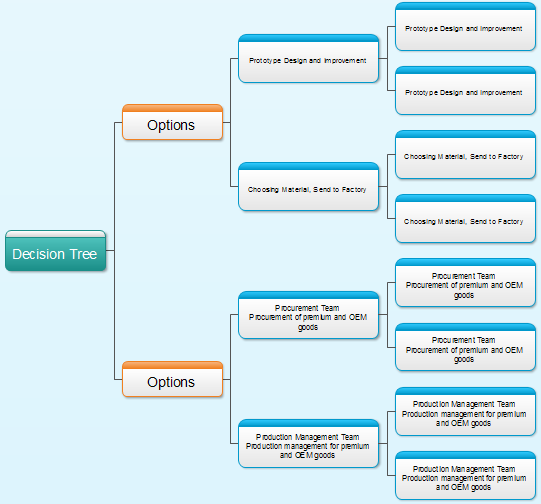 Decision Tree
Options
Prototype Design and Improvement
Prototype Design and Improvement
Prototype Design and Improvement
Choosing Material, Send to Factory
Choosing Material, Send to Factory
Choosing Material, Send to Factory
Options
Procurement Team
Procurement of premium and OEM
goods
Procurement Team
Procurement of premium and OEM
goods
Procurement Team
Procurement of premium and OEM
goods
Production Management Team
Production management for premium
and OEM goods
Production Management Team
Production management for premium
and OEM goods
Production Management Team
Production management for premium
and OEM goods